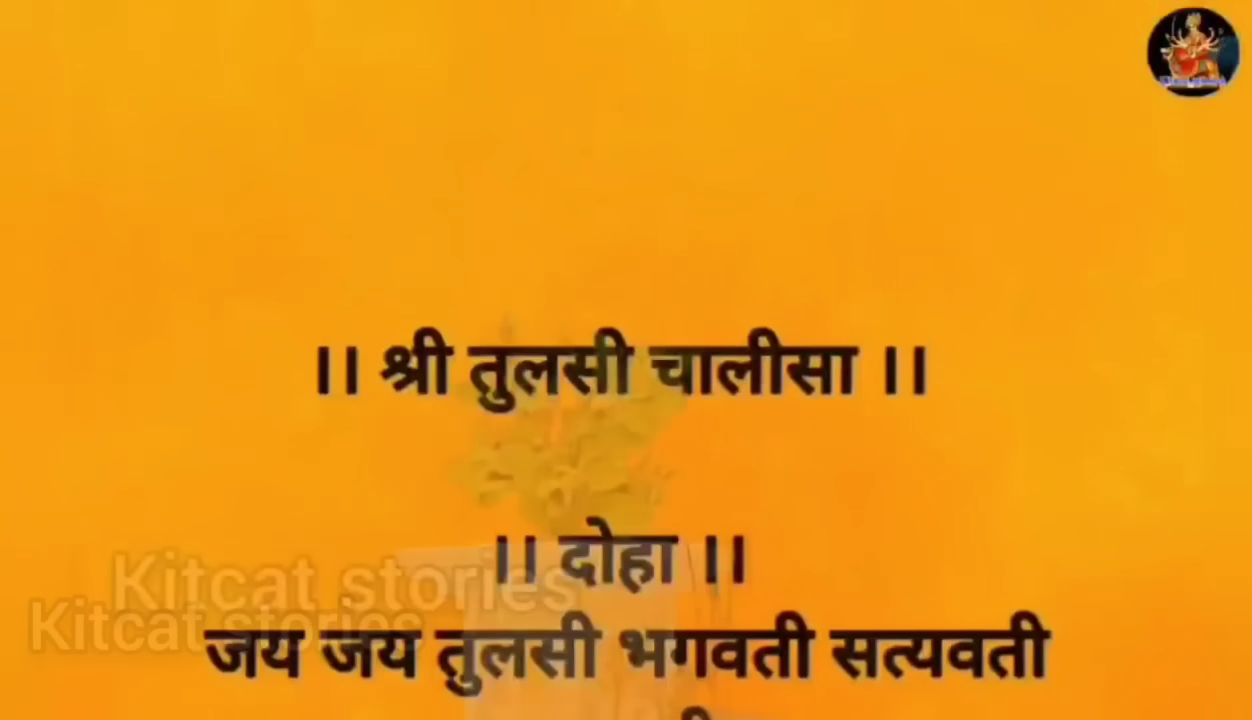 ।। श्री तुलसी चालीसा ।।
।। दोहा ।।
Kitcat stories
Kitcat stories
जय जय तुलसी भगवती सत्यवती